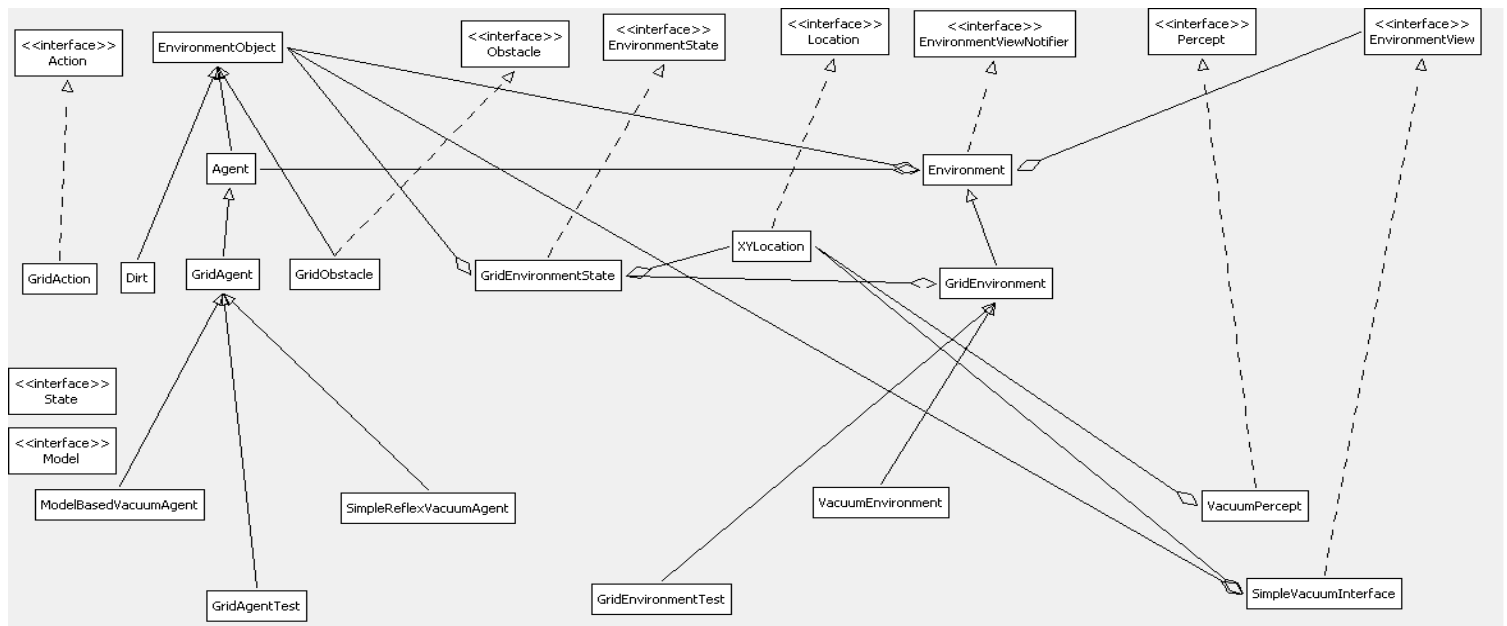 <<interface>>
Action
EnvironmentObject
<<interface>>
Obstacle
<<interface>>
EnvironmentState
<<interface>>
Location
<<interface>>
EnvironmentViewNotifier
<<interface>>
Percept
<<interface>>
EnvironmentView
Agent
Environment
XYLocation
GridAction
Dirt
GridAgent
GridObstacle
GridEnvironmentState
GridEnvironment
<<interface>>
State
<<interface>>
Model
ModelBasedVacuumAgent
SimpleReflexVacuumAgent
VacuumEnvironment
VacuumPercept
GridAgentTest
GridEnvironmentTest
SimpleVacuumInterface